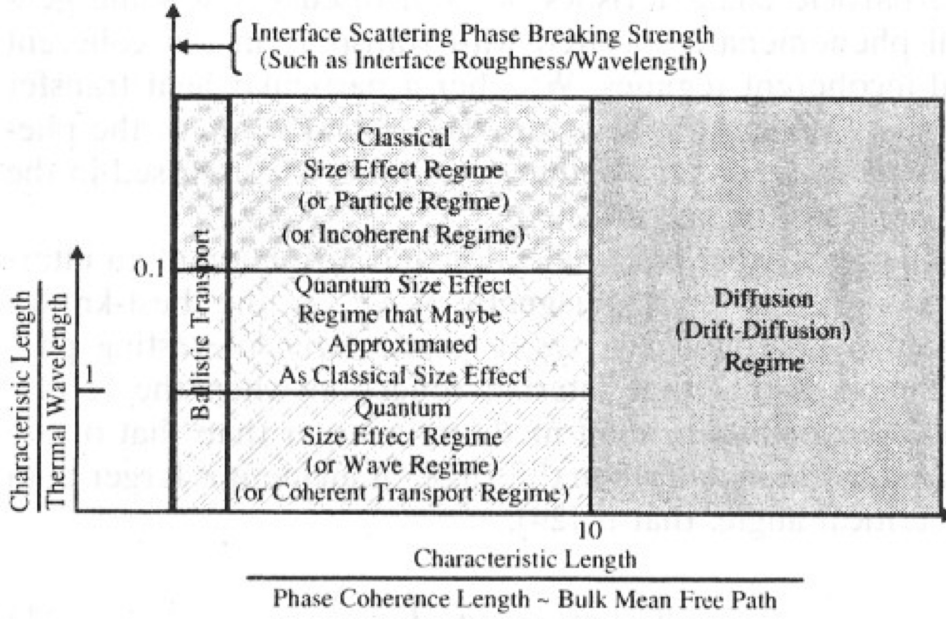 Interface Scattering Phase Breaking Strength
(Such as Interface Roughness/Wavelength)
Classical
Size Effect Regime
(or Particle Regime)
(or Incoherent Regime)
0.1
Quantum Size Effect
Regime that Maybe
Approximated
As Classical Size Effect
Quantum
Size Effect Regime
(or Wave Regime)
(or Coherent Transport Regime)
Ballistic Transport
Diffusion
(Drift-Diffusion)
Regime
Characteristic Length
Thermal Wavelength
1
10
Characteristic Length
Phase Coherence Length ~ Bulk Mean Free Path